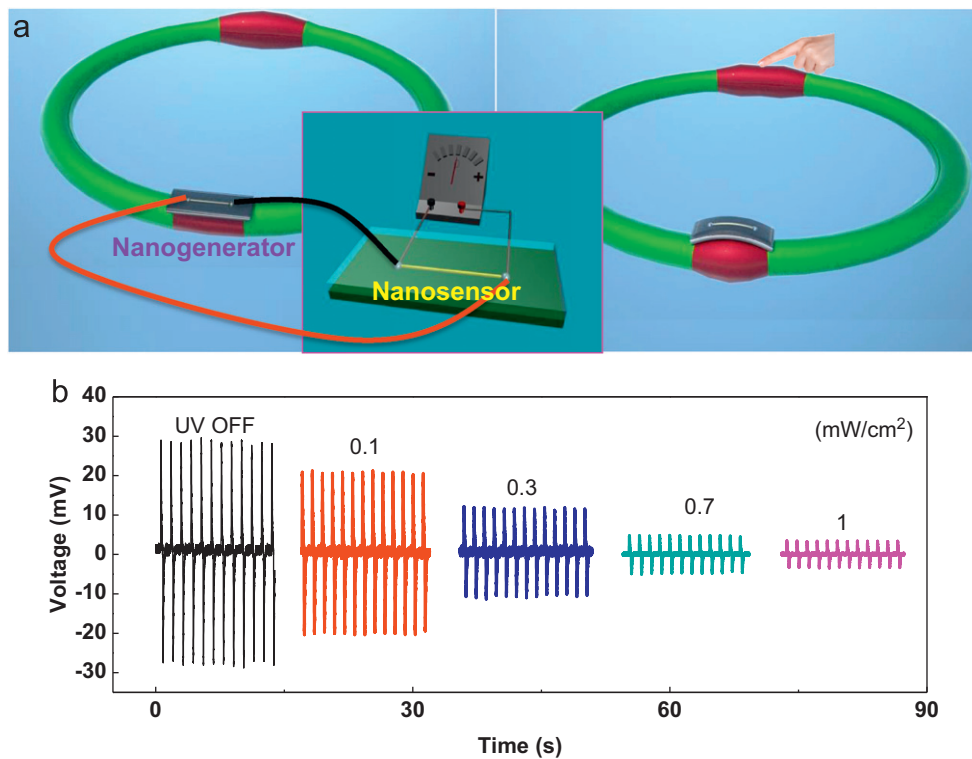 a
Nanogenerator
- +
Nanosensor
b
UV OFF
0.1
0.3
0.7
1
(mW/cm²)
40
30
20
10
0
-10
-20
-30
Voltage (mV)
0 30 60 90
Time (s)